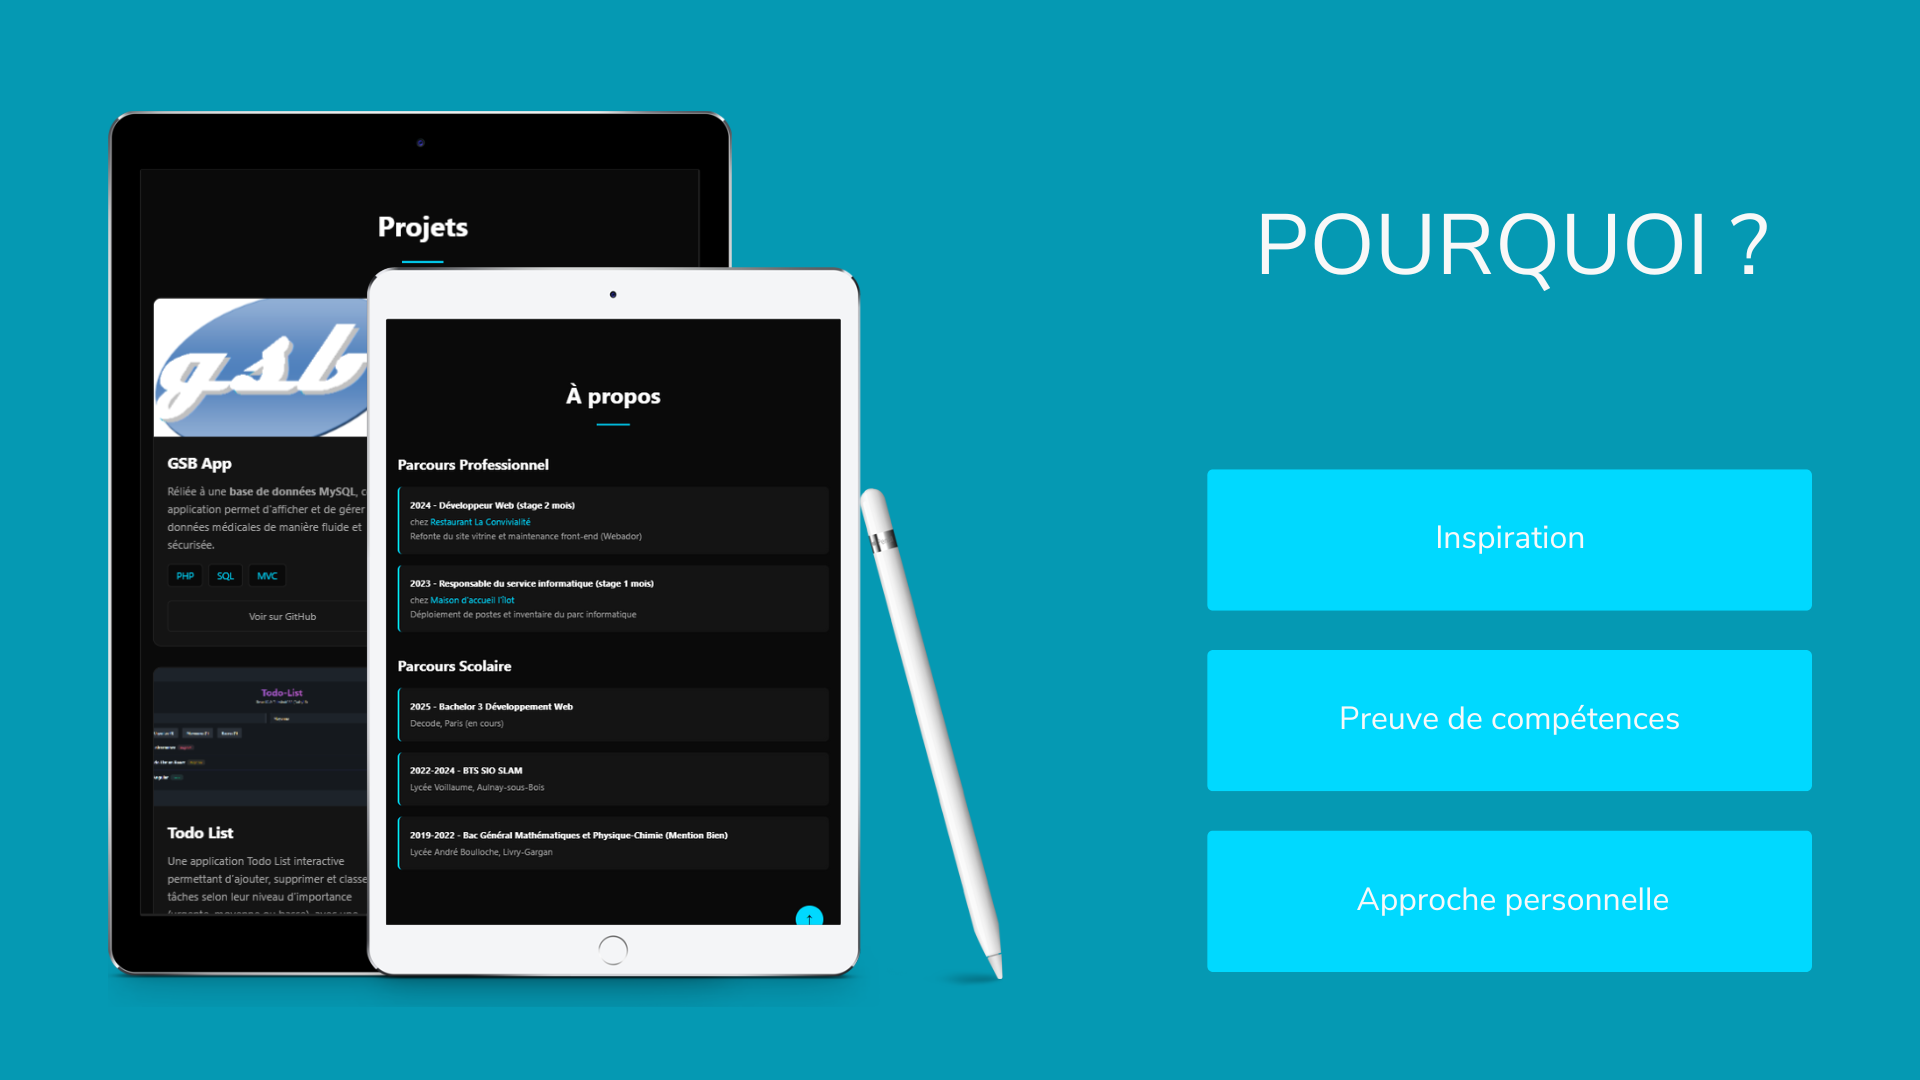 Projets
gsb
GSB App
Réliée à une base de données MySQL, c
application permet d'afficher et de gérer
données médicales de manière fluide et
sécurisée.
PHP SQL MVC
Voir sur GitHub
Todo-List
Todo List
Une application Todo List interactive
permettant d'ajouter, supprimer et classe
tâches selon leur niveau d'importance
À propos
Parcours Professionnel
2024 - Développeur Web (stage 2 mois)
chez Restaurant La Convivialité
Refonte du site vitrine et maintenance front-end (Webador)
2023 - Responsable du service informatique (stage 1 mois)
chez Maison d'accueil l'îlot
Déploiement de postes et inventaire du parc informatique
Parcours Scolaire
2025 - Bachelor 3 Développement Web
Decode, Paris (en cours)
2022-2024 - BTS SIO SLAM
Lycée Voillaume, Aulnay-sous-Bois
2019-2022 - Bac Général Mathématiques et Physique-Chimie (Mention Bien)
Lycée André Boulloche, Livry-Gargan
↑
POURQUOI ?
Inspiration
Preuve de compétences
Approche personnelle